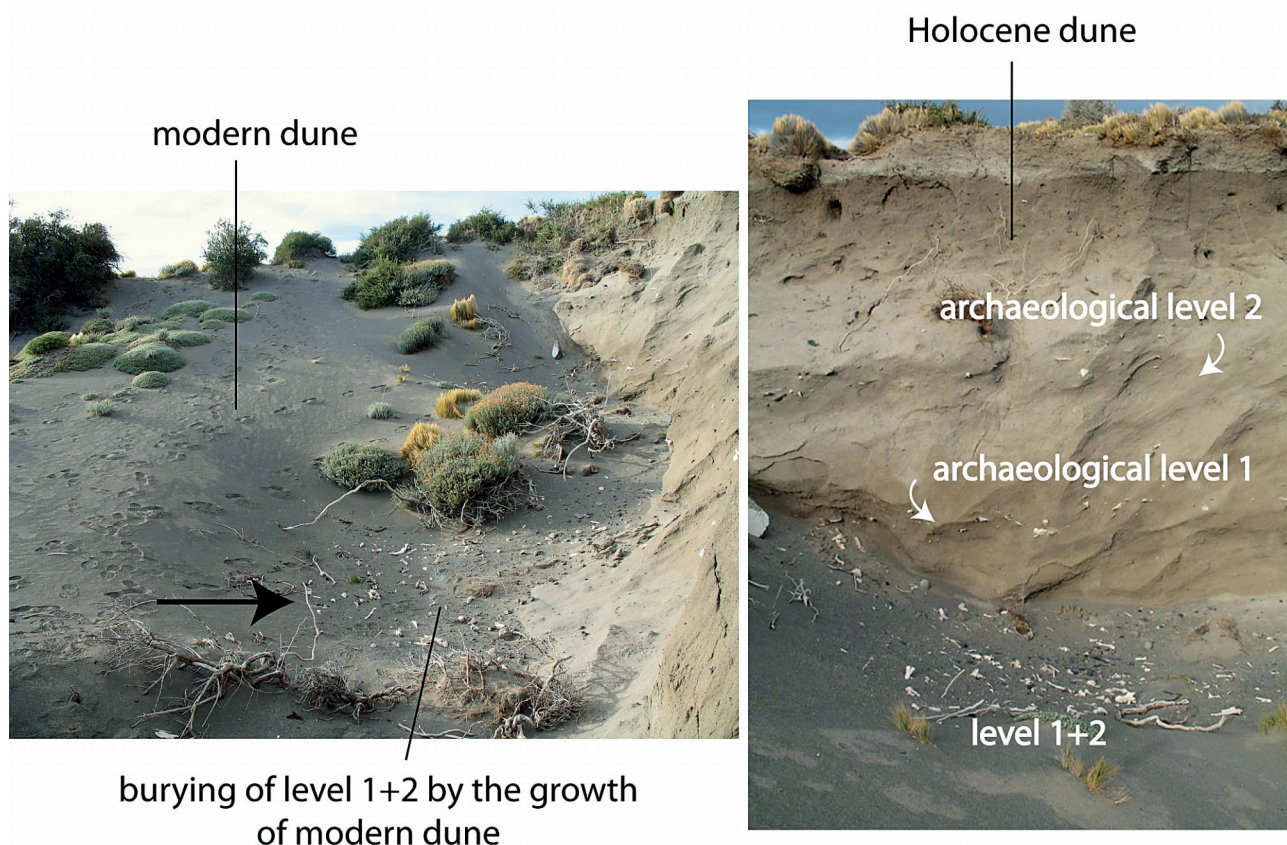 modern dune
burying of level 1+2 by the growth
of modern dune
Holocene dune
archaeological level 2
archaeological level 1
level 1+2